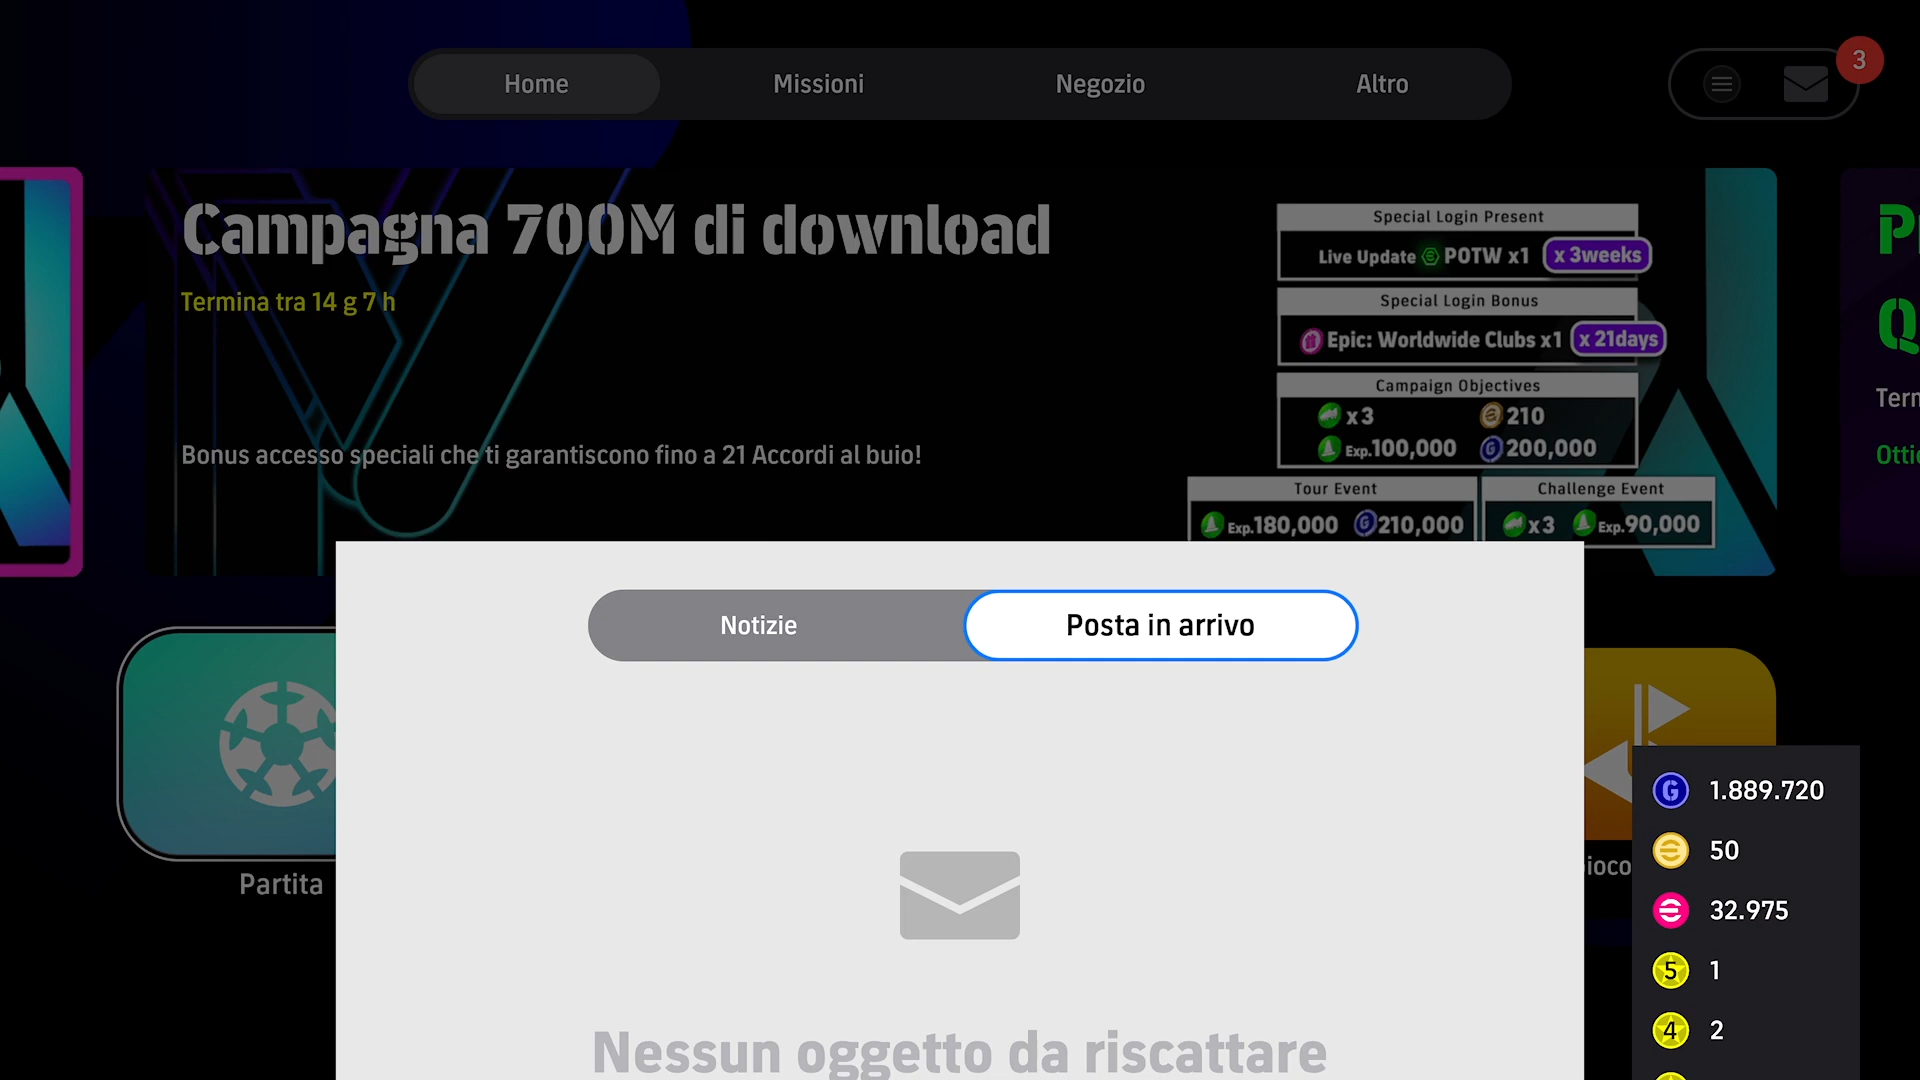 Home
Missioni
Negozio
Altro
3
Campagna 700M di download
Termina tra 14 g 7 h
Bonus accesso speciali che ti garantiscono fino a 21 Accordi al buio!
Special Login Present
Live Update POTW x1 x 3weeks
Special Login Bonus
Epic: Worldwide Clubs x1 x 21days
Campaign Objectives
x3 210
Exp.100,000 200,000
Tour Event
Exp.180,000 210,000
Challenge Event
x3 Exp.90,000
Notizie
Posta in arrivo
Nessun oggetto da riscattare
Partita
G 1.889.720
50
32.975
5 1
4 2